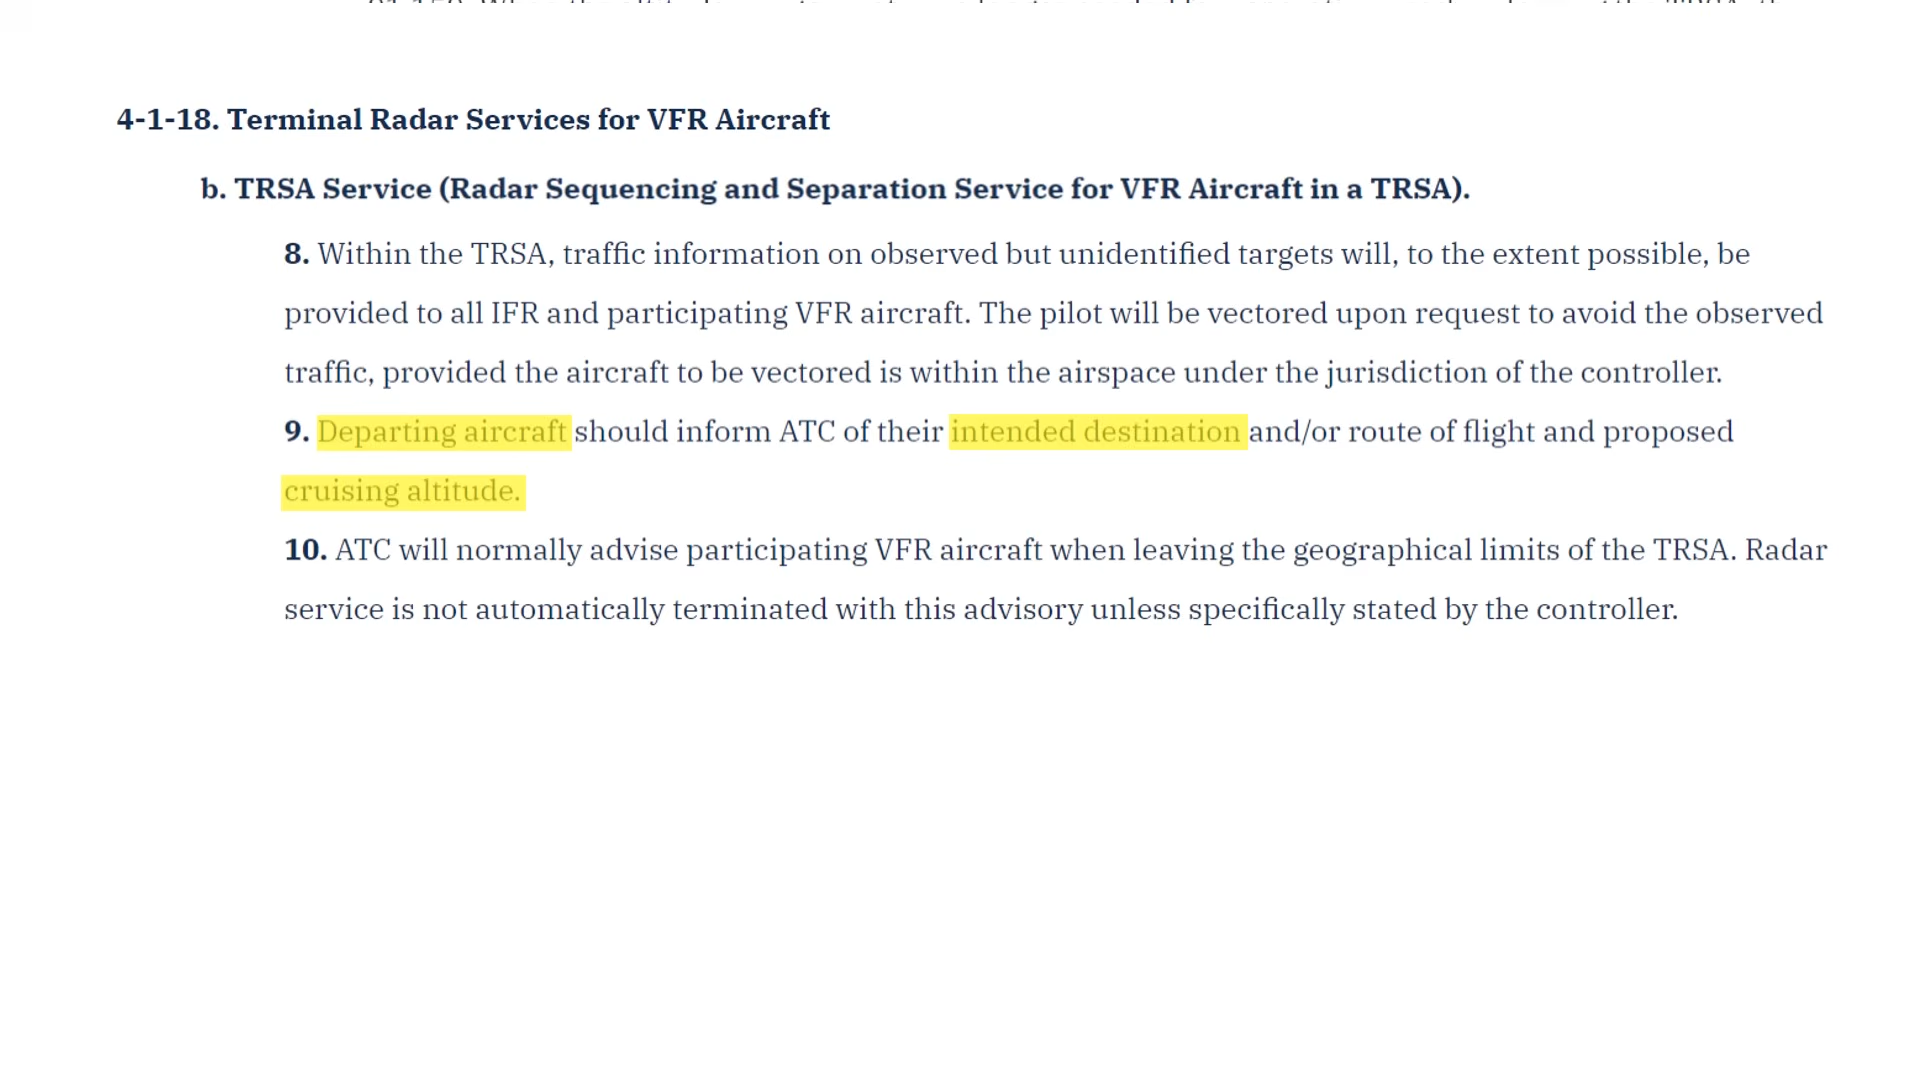 4-1-18. Terminal Radar Services for VFR Aircraft
b. TRSA Service (Radar Sequencing and Separation Service for VFR Aircraft in a TRSA).
8. Within the TRSA, traffic information on observed but unidentified targets will, to the extent possible, be
provided to all IFR and participating VFR aircraft. The pilot will be vectored upon request to avoid the observed
traffic, provided the aircraft to be vectored is within the airspace under the jurisdiction of the controller.
9. Departing aircraft should inform ATC of their intended destination and/or route of flight and proposed
cruising altitude.
10. ATC will normally advise participating VFR aircraft when leaving the geographical limits of the TRSA. Radar
service is not automatically terminated with this advisory unless specifically stated by the controller.